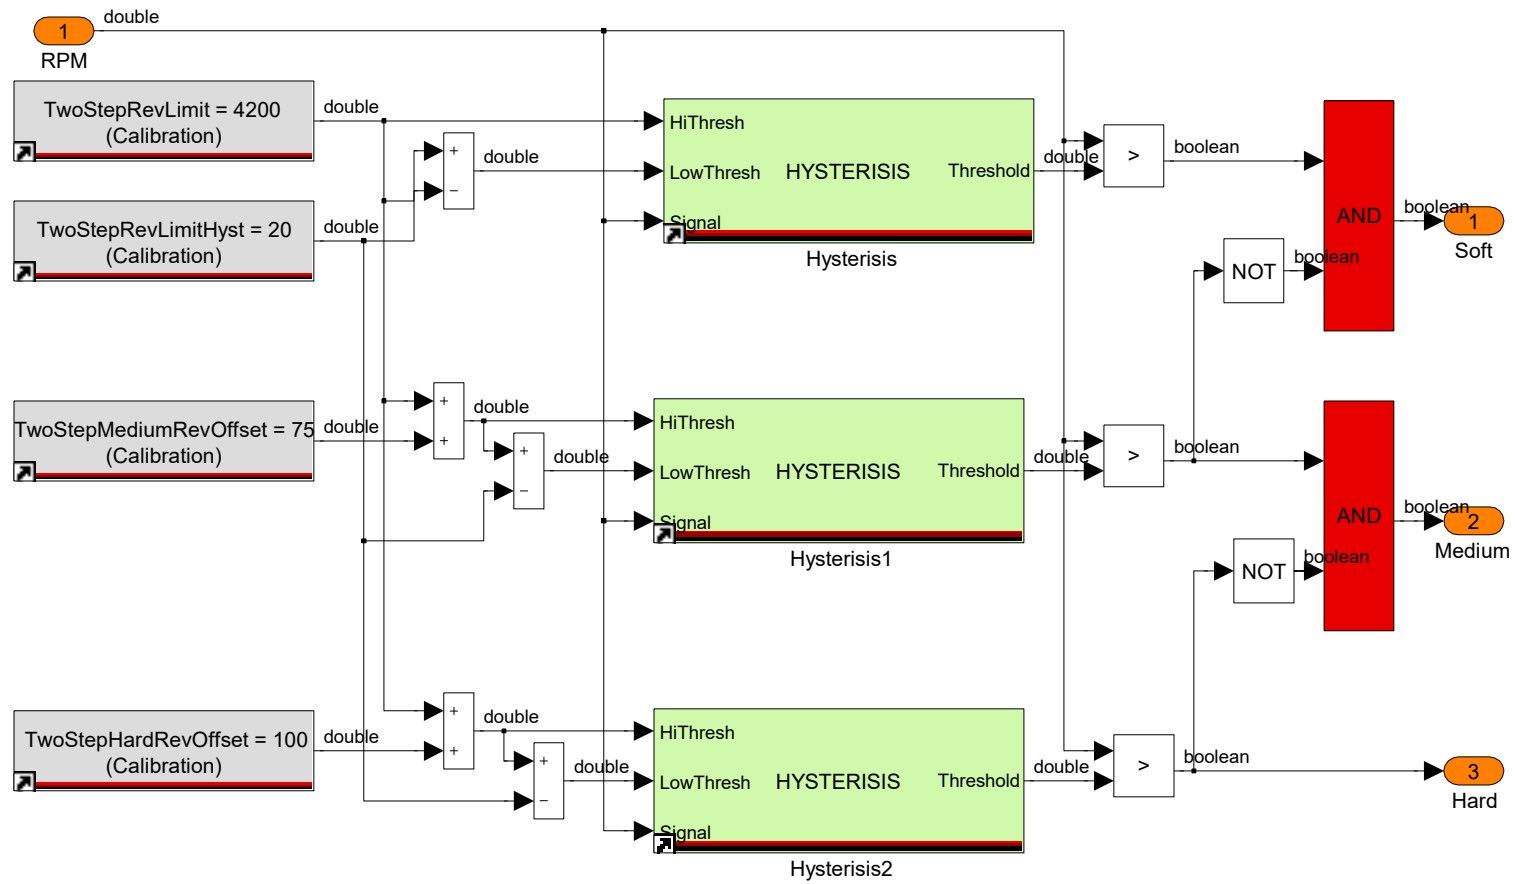 1
double
RPM
TwoStepRevLimit = 4200
(Calibration)
double
TwoStepRevLimitHyst = 20
(Calibration)
double
+
−
double
HiThresh
LowThresh
Signal
HYSTERISIS
Threshold
Hysterisis
double
>
boolean
AND
NOT
boolean
boolean
1
Soft
TwoStepMediumRevOffset = 75
(Calibration)
double
+
+
double
+
−
double
HiThresh
LowThresh
Signal
HYSTERISIS
Threshold
Hysterisis1
double
>
boolean
AND
NOT
boolean
boolean
2
Medium
TwoStepHardRevOffset = 100
(Calibration)
double
+
+
double
+
−
double
HiThresh
LowThresh
Signal
HYSTERISIS
Threshold
Hysterisis2
double
>
boolean
3
Hard